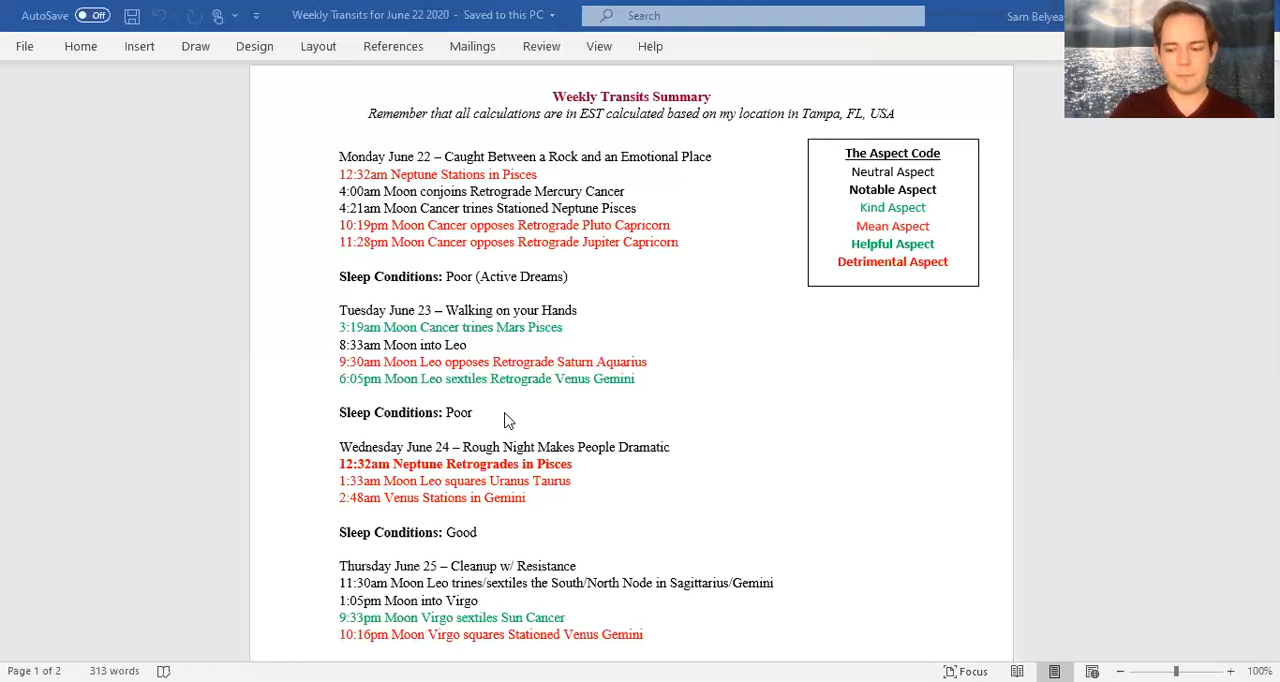 AutoSave Off Weekly Transits for June 22 2020 - Saved to this PC Search Sam Belyea
File Home Insert Draw Design Layout References Mailings Review View Help
Weekly Transits Summary
Remember that all calculations are in EST calculated based on my location in Tampa, FL, USA
Monday June 22 – Caught Between a Rock and an Emotional Place
12:32am Neptune Stations in Pisces
4:00am Moon conjoins Retrograde Mercury Cancer
4:21am Moon Cancer trines Stationed Neptune Pisces
10:19pm Moon Cancer opposes Retrograde Pluto Capricorn
11:28pm Moon Cancer opposes Retrograde Jupiter Capricorn
Sleep Conditions: Poor (Active Dreams)
The Aspect Code
Neutral Aspect
Notable Aspect
Kind Aspect
Mean Aspect
Helpful Aspect
Detrimental Aspect
Tuesday June 23 – Walking on your Hands
3:19am Moon Cancer trines Mars Pisces
8:33am Moon into Leo
9:30am Moon Leo opposes Retrograde Saturn Aquarius
6:05pm Moon Leo sextiles Retrograde Venus Gemini
Sleep Conditions: Poor
Wednesday June 24 – Rough Night Makes People Dramatic
12:32am Neptune Retrogrades in Pisces
1:33am Moon Leo squares Uranus Taurus
2:48am Venus Stations in Gemini
Sleep Conditions: Good
Thursday June 25 – Cleanup w/ Resistance
11:30am Moon Leo trines/sextiles the South/North Node in Sagittarius/Gemini
1:05pm Moon into Virgo
9:33pm Moon Virgo sextiles Sun Cancer
10:16pm Moon Virgo squares Stationed Venus Gemini
Page 1 of 2 313 words Focus 100%